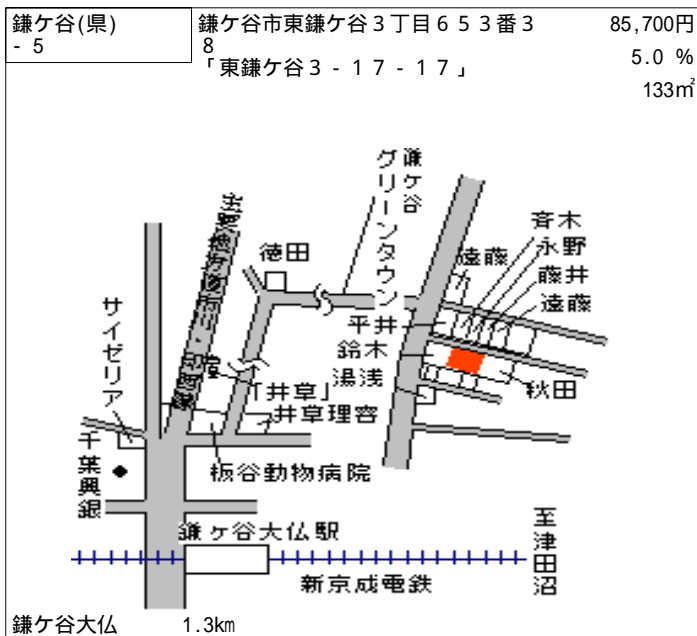 鎌ケ谷(県)
- 5
鎌ケ谷市東鎌ケ谷３丁目６５３番３
８
「東鎌ケ谷３-１７-１７」
85,700円
5.0 %
133㎡
鎌ケ谷
グリーンタウン
徳田
斉木
永野
藤井
遠藤
遠藤
平井
鈴木
湯浅
秋田
サイゼリア
「井草」
井草理容
板谷動物病院
千葉興銀
鎌ヶ谷大仏駅
新京成電鉄
至津田沼
鎌ケ谷大仏
1.3km